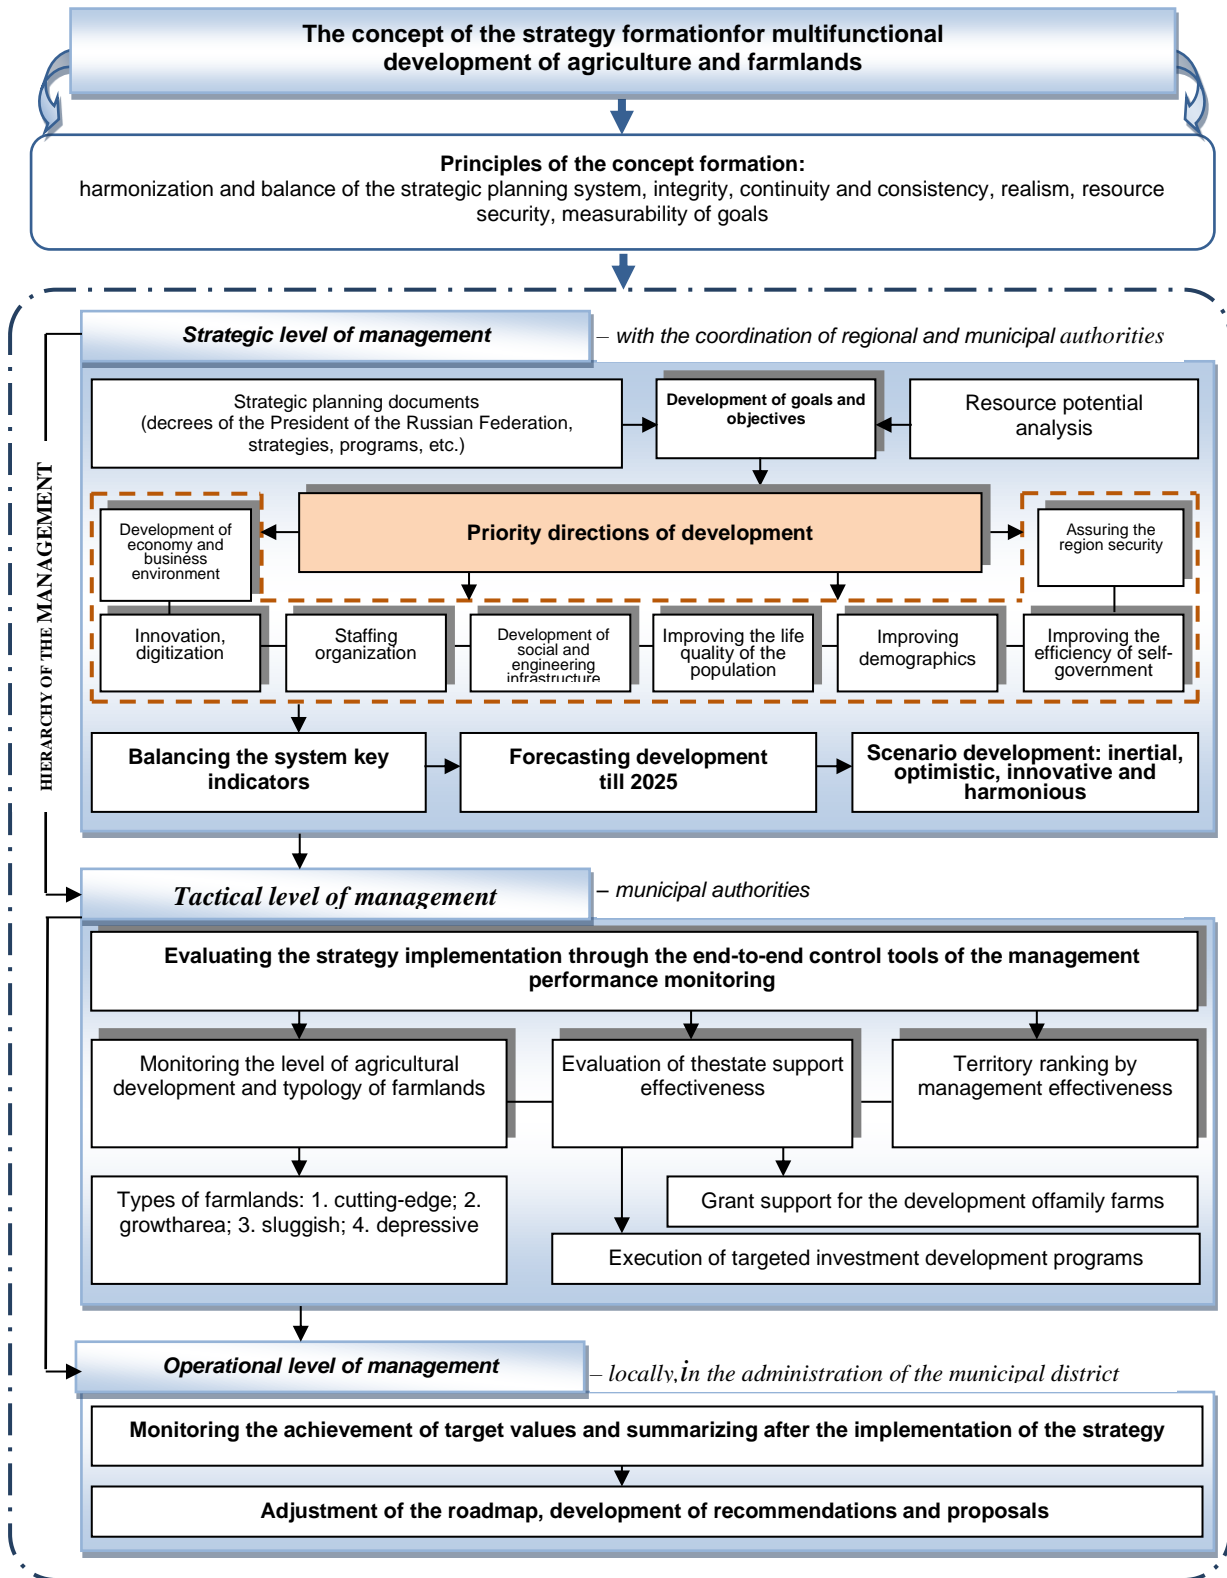 The concept of the strategy formationfor multifunctional
development of agriculture and farmlands
Principles of the concept formation:
harmonization and balance of the strategic planning system, integrity, continuity and consistency, realism, resource
security, measurability of goals
HIERARCHY OF THE MANAGEMENT
Strategic level of management
– with the coordination of regional and municipal authorities
Strategic planning documents
(decrees of the President of the Russian Federation,
strategies, programs, etc.)
Development of goals and
objectives
Resource potential
analysis
Priority directions of development
Development of
economy and
business
environment
Assuring the
region security
Innovation,
digitization
Staffing
organization
Development of
social and
engineering
infrastructure
Improving the life
quality of the
population
Improving
demographics
Improving the
efficiency of self-
government
Balancing the system key
indicators
Forecasting development
till 2025
Scenario development: inertial,
optimistic, innovative and
harmonious
Tactical level of management
– municipal authorities
Evaluating the strategy implementation through the end-to-end control tools of the management
performance monitoring
Monitoring the level of agricultural
development and typology of farmlands
Evaluation of thestate support
effectiveness
Territory ranking by
management effectiveness
Types of farmlands: 1. cutting-edge; 2.
growtharea; 3. sluggish; 4. depressive
Grant support for the development offamily farms
Execution of targeted investment development programs
Operational level of management
– locally,in the administration of the municipal district
Monitoring the achievement of target values and summarizing after the implementation of the strategy
Adjustment of the roadmap, development of recommendations and proposals